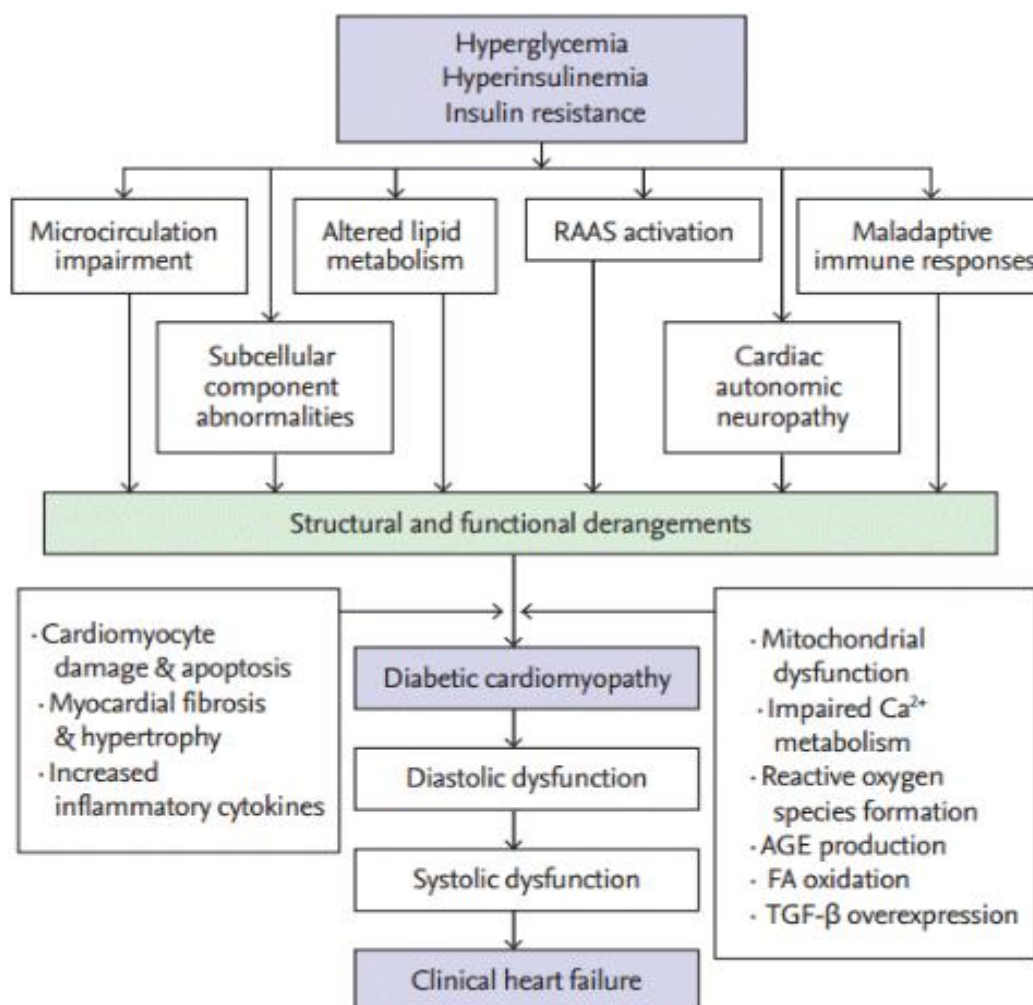 Hyperglycemia
Hyperinsulinemia
Insulin resistance
Microcirculation
impairment
Altered lipid
metabolism
RAAS activation
Maladaptive
immune responses
Subcellular
component
abnormalities
Cardiac
autonomic
neuropathy
Structural and functional derangements
· Cardiomyocyte
damage & apoptosis
· Myocardial fibrosis
& hypertrophy
· Increased
inflammatory cytokines
Diabetic cardiomyopathy
Diastolic dysfunction
Systolic dysfunction
Clinical heart failure
· Mitochondrial
dysfunction
· Impaired Ca²⁺
metabolism
· Reactive oxygen
species formation
· AGE production
· FA oxidation
· TGF-β overexpression